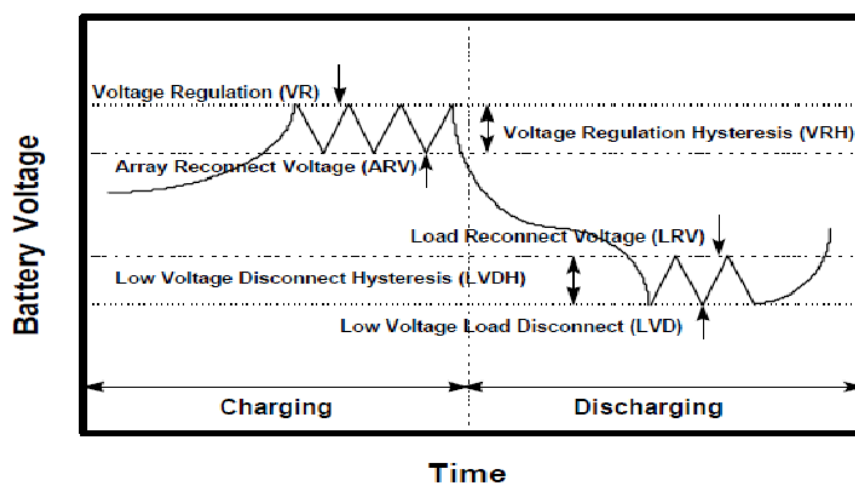 Voltage Regulation (VR)
Voltage Regulation Hysteresis (VRH)
Array Reconnect Voltage (ARV)
Load Reconnect Voltage (LRV)
Low Voltage Disconnect Hysteresis (LVDH)
Low Voltage Load Disconnect (LVD)
Charging
Discharging
Battery Voltage
Time